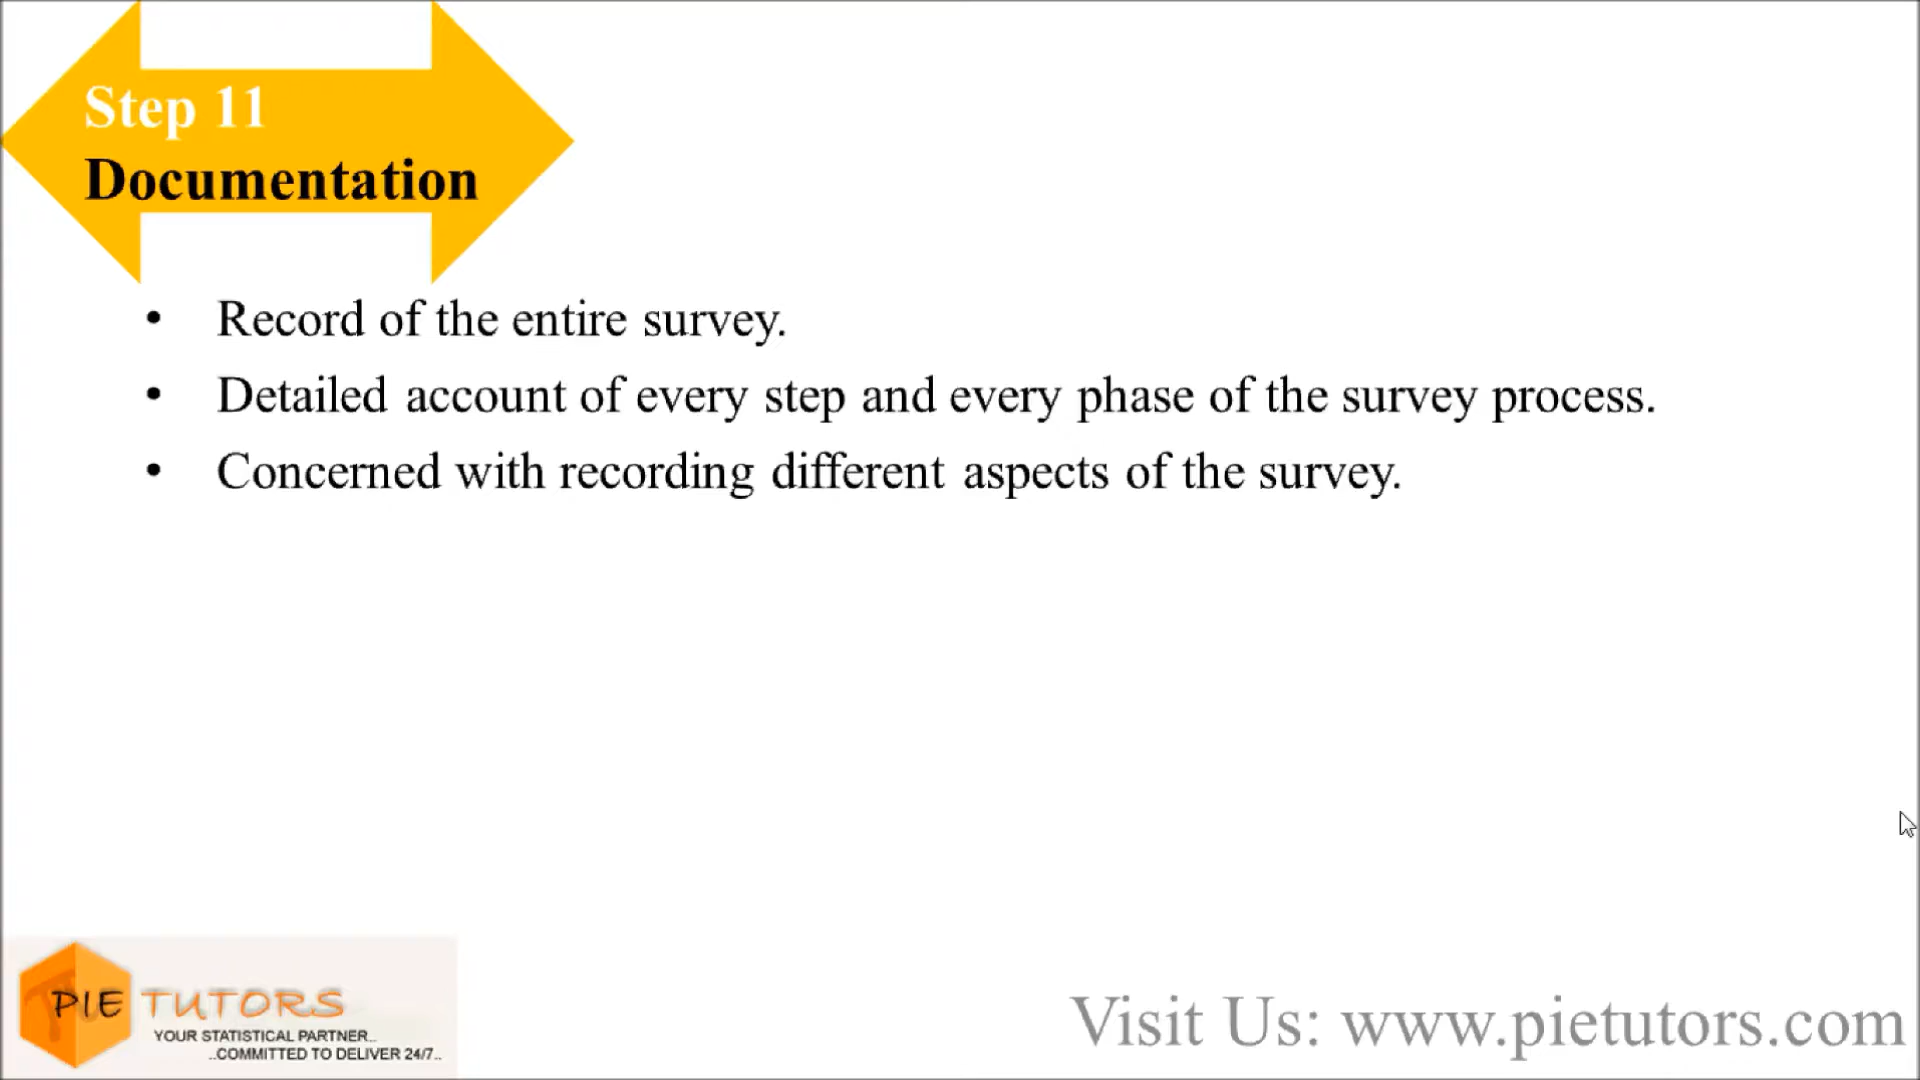 Step 11
Documentation
• Record of the entire survey.
• Detailed account of every step and every phase of the survey process.
• Concerned with recording different aspects of the survey.
PIE TUTORS
YOUR STATISTICAL PARTNER..
..COMMITTED TO DELIVER 24/7..
Visit Us: www.pietutors.com